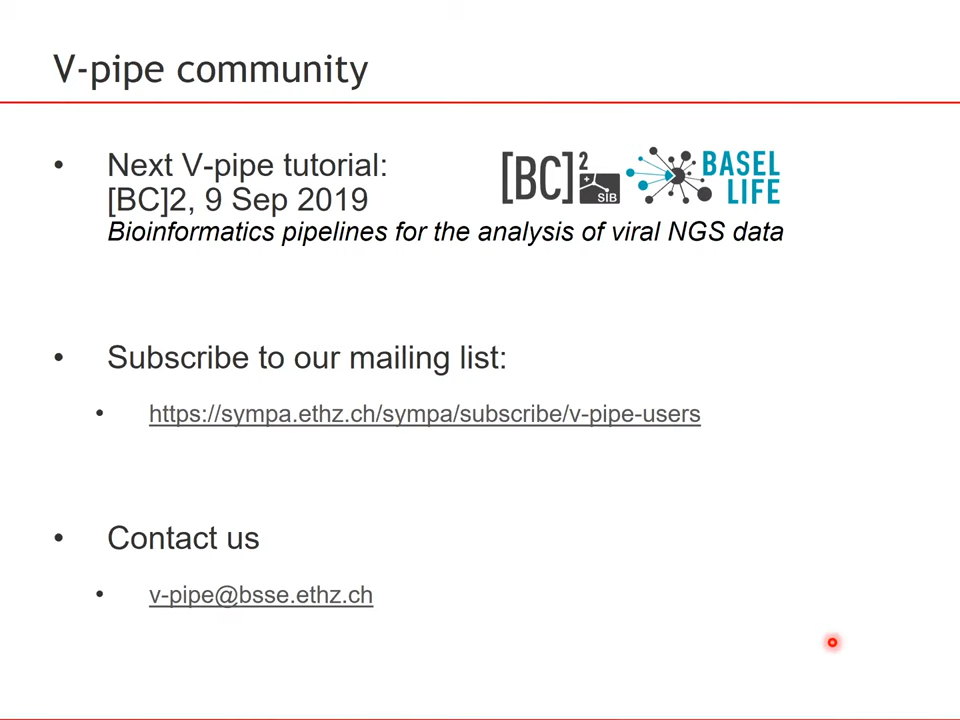 V-pipe community
• Next V-pipe tutorial:
[BC]2, 9 Sep 2019
Bioinformatics pipelines for the analysis of viral NGS data
[BC]2 SIB
BASEL
LIFE
• Subscribe to our mailing list:
• https://sympa.ethz.ch/sympa/subscribe/v-pipe-users
• Contact us
• v-pipe@bsse.ethz.ch